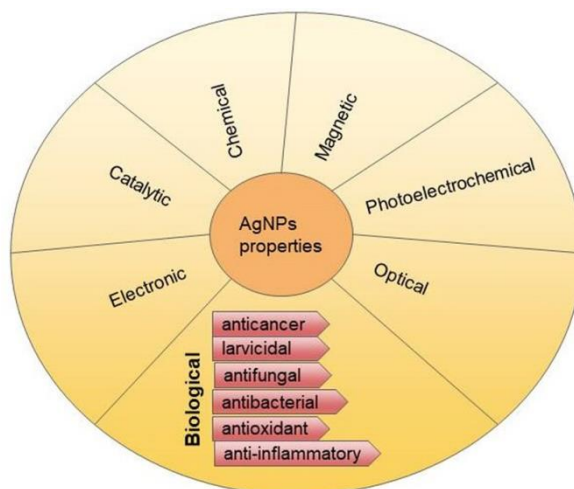 Chemical
Magnetic
Catalytic
Photoelectrochemical
AgNPs
properties
Electronic
Optical
Biological
anticancer
larvicidal
antifungal
antibacterial
antioxidant
anti-inflammatory